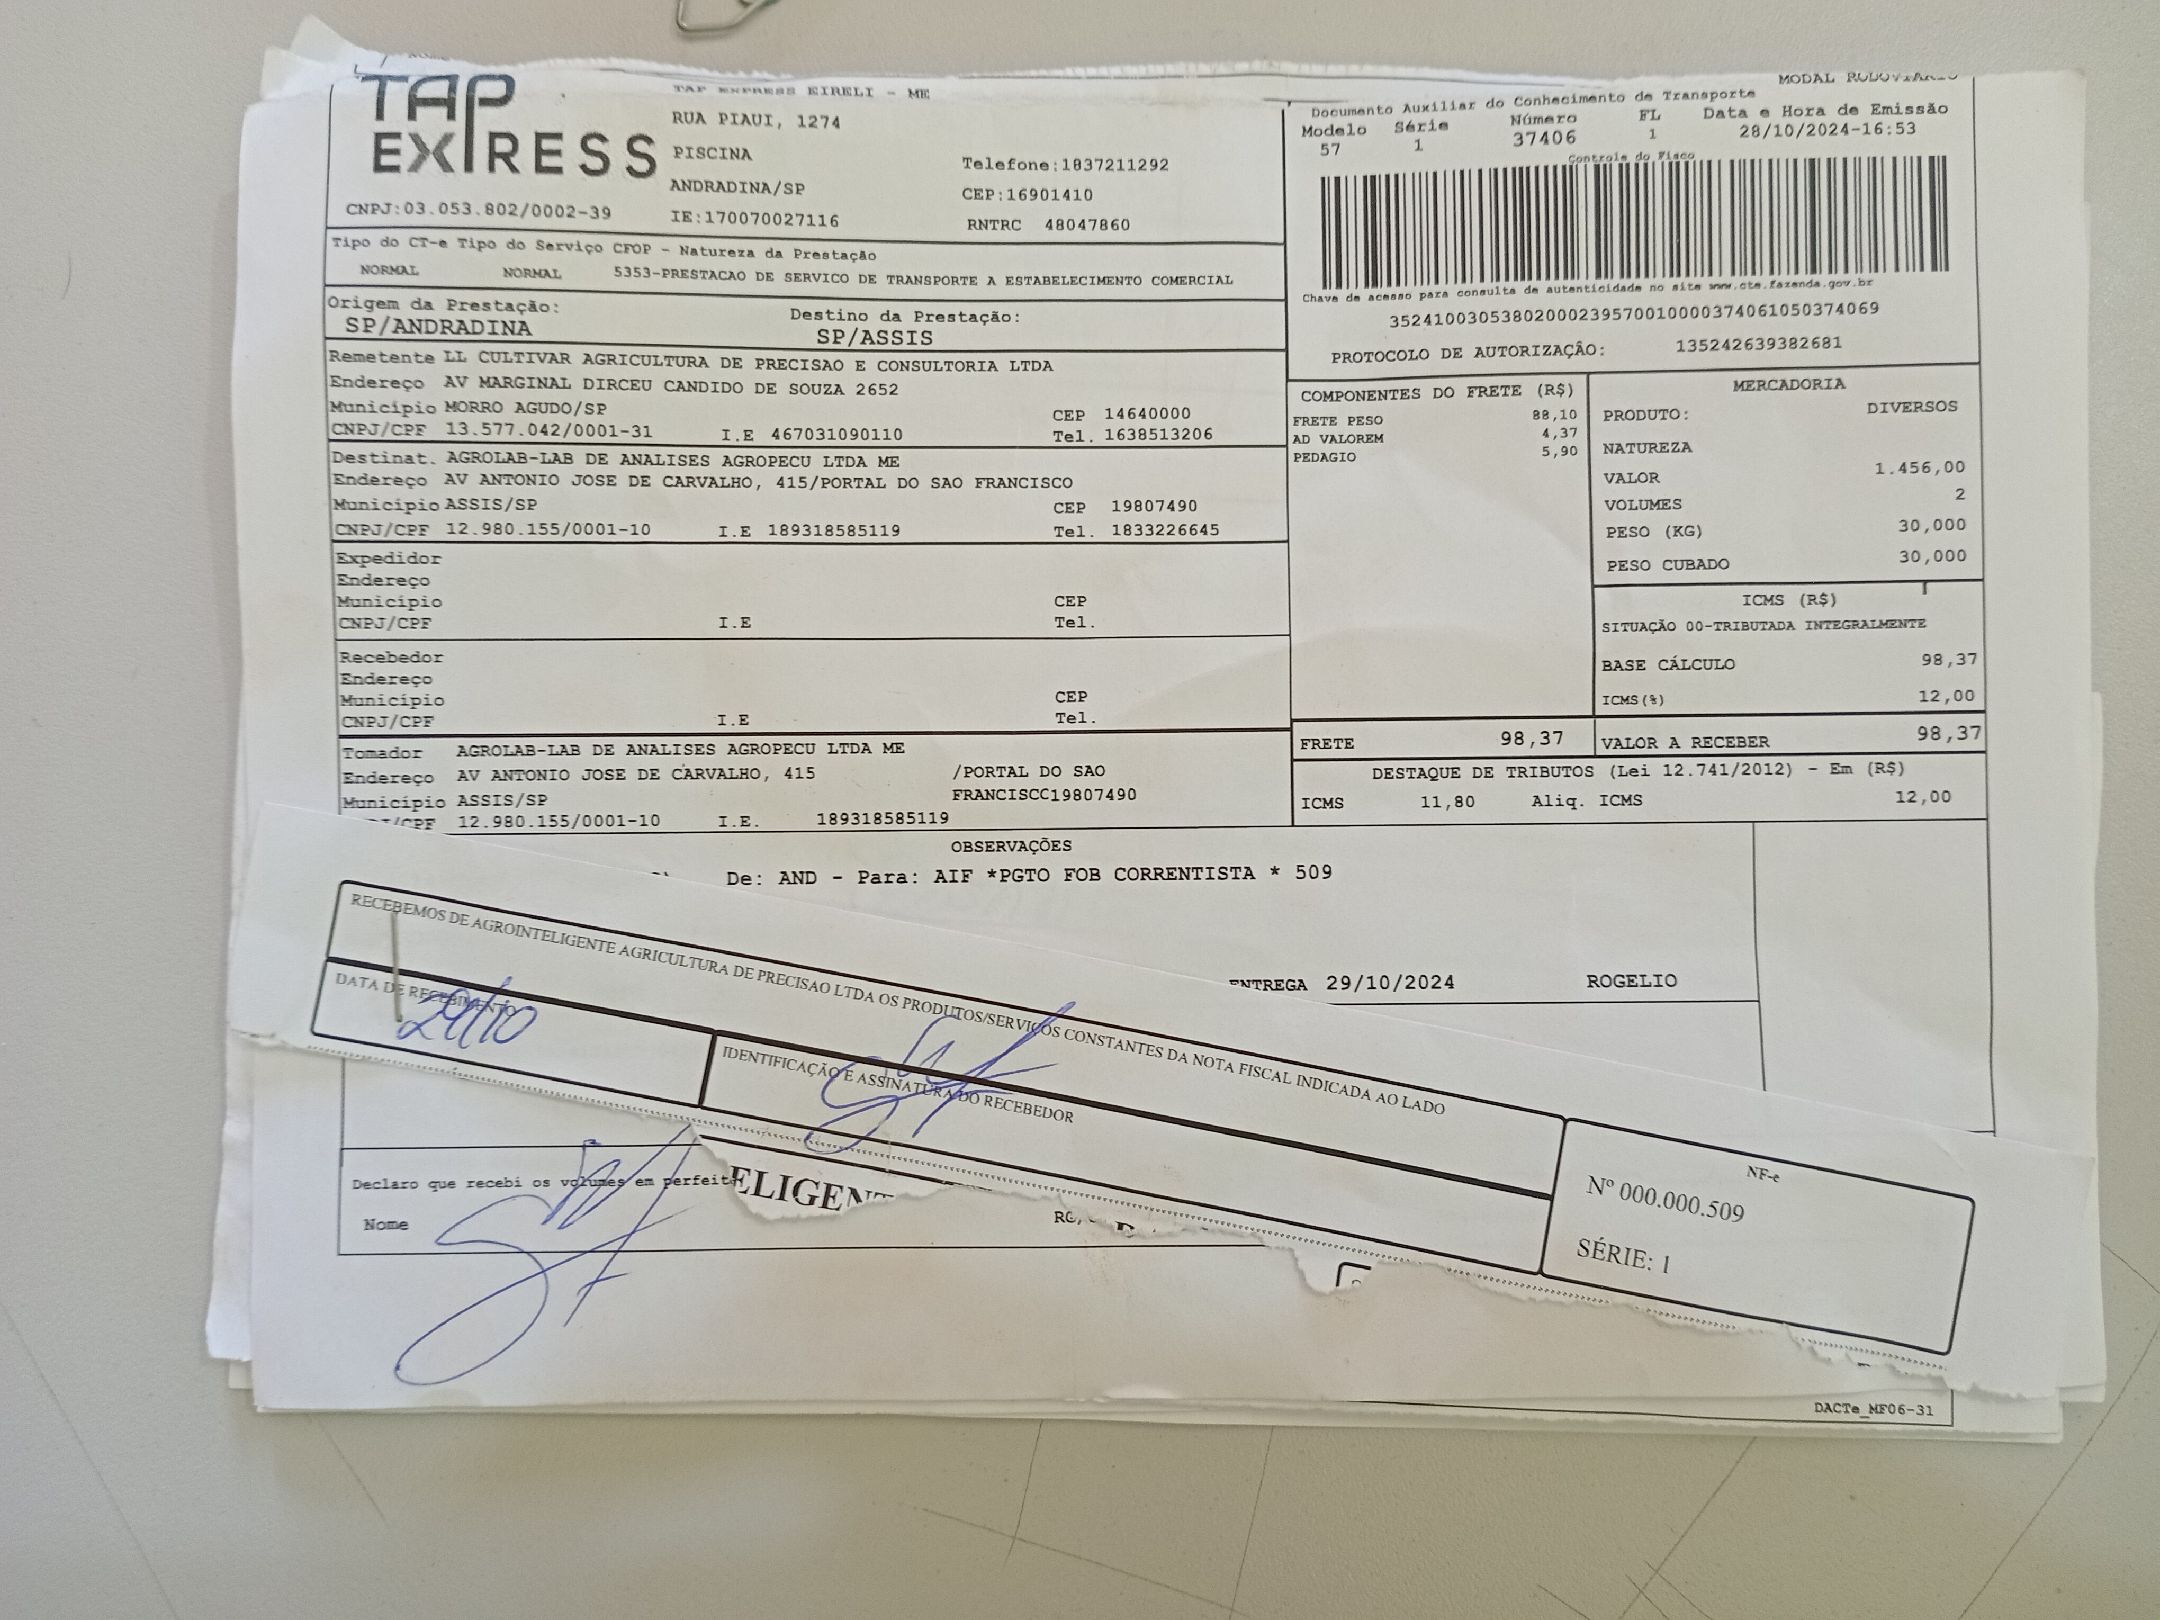 TAP
EXPRESS
CNPJ:03.053.802/0002-39
TAP EXPRESS EIRELI - ME
RUA PIAUI, 1274
PISCINA
ANDRADINA/SP
IE:170070027116
Telefone:1837211292
CEP:16901410
RNTRC 48047860
MODAL RODOVIARIO
Documento Auxiliar do Conhecimento de Transporte
Modelo Série Número FL Data e Hora de Emissão
57 1 37406 1 28/10/2024-16:53
Controle do Fisco
Chave de acesso para consulta de autenticidade no site www.cte.fazenda.gov.br
35241003053802000239570010000374061050374069
PROTOCOLO DE AUTORIZAÇÂO: 135242639382681
Tipo do CT-e Tipo do Serviço CFOP - Natureza da Prestação
NORMAL NORMAL 5353-PRESTACAO DE SERVICO DE TRANSPORTE A ESTABELECIMENTO COMERCIAL
Origem da Prestação: Destino da Prestação:
SP/ANDRADINA SP/ASSIS
Remetente LL CULTIVAR AGRICULTURA DE PRECISAO E CONSULTORIA LTDA
Endereço AV MARGINAL DIRCEU CANDIDO DE SOUZA 2652
Município MORRO AGUDO/SP CEP 14640000
CNPJ/CPF 13.577.042/0001-31 I.E 467031090110 Tel. 1638513206
Destinat. AGROLAB-LAB DE ANALISES AGROPECU LTDA ME
Endereço AV ANTONIO JOSE DE CARVALHO, 415/PORTAL DO SAO FRANCISCO
Município ASSIS/SP CEP 19807490
CNPJ/CPF 12.980.155/0001-10 I.E 189318585119 Tel. 1833226645
Expedidor
Endereço
Município CEP
CNPJ/CPF I.E Tel.
Recebedor
Endereço
Município CEP
CNPJ/CPF I.E Tel.
Tomador AGROLAB-LAB DE ANALISES AGROPECU LTDA ME
Endereço AV ANTONIO JOSE DE CARVALHO, 415 /PORTAL DO SAO
Município ASSIS/SP FRANCISCC19807490
/CPF 12.980.155/0001-10 I.E. 189318585119
COMPONENTES DO FRETE (R$)
FRETE PESO 88,10
AD VALOREM 4,37
PEDAGIO 5,90
MERCADORIA
PRODUTO: DIVERSOS
NATUREZA
VALOR 1.456,00
VOLUMES 2
PESO (KG) 30,000
PESO CUBADO 30,000
ICMS (R$)
SITUAÇÃO 00-TRIBUTADA INTEGRALMENTE
BASE CÁLCULO 98,37
ICMS(%) 12,00
FRETE 98,37 VALOR A RECEBER 98,37
DESTAQUE DE TRIBUTOS (Lei 12.741/2012) - Em (R$)
ICMS 11,80 Aliq. ICMS 12,00
OBSERVAÇÕES
De: AND - Para: AIF *PGTO FOB CORRENTISTA * 509
ENTREGA 29/10/2024 ROGELIO
RECEBEMOS DE AGROINTELIGENTE AGRICULTURA DE PRECISAO LTDA OS PRODUTOS/SERVIÇOS CONSTANTES DA NOTA FISCAL INDICADA AO LADO
DATA DE RECEBIMENTO
29/10
IDENTIFICAÇÃO E ASSINATURA DO RECEBEDOR
NF-e
Nº 000.000.509
SÉRIE: 1
Declaro que recebi os volumes em perfeit
ELIGENT
Nome RG,
DACTe_MF06-31